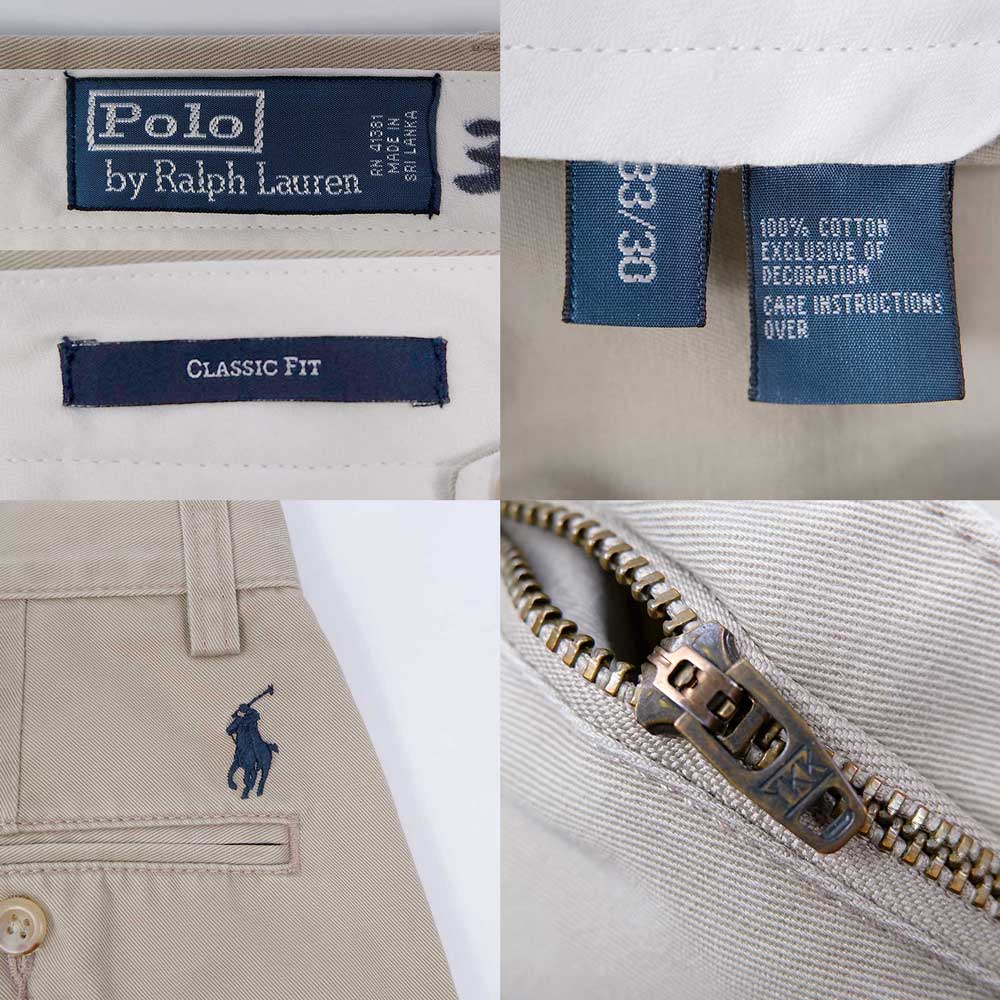 Polo
by Ralph Lauren
RN 41381
MADE IN
SRI LANKA
CLASSIC FIT
33/30
100% COTTON
EXCLUSIVE OF
DECORATION
CARE INSTRUCTIONS
OVER
YKK